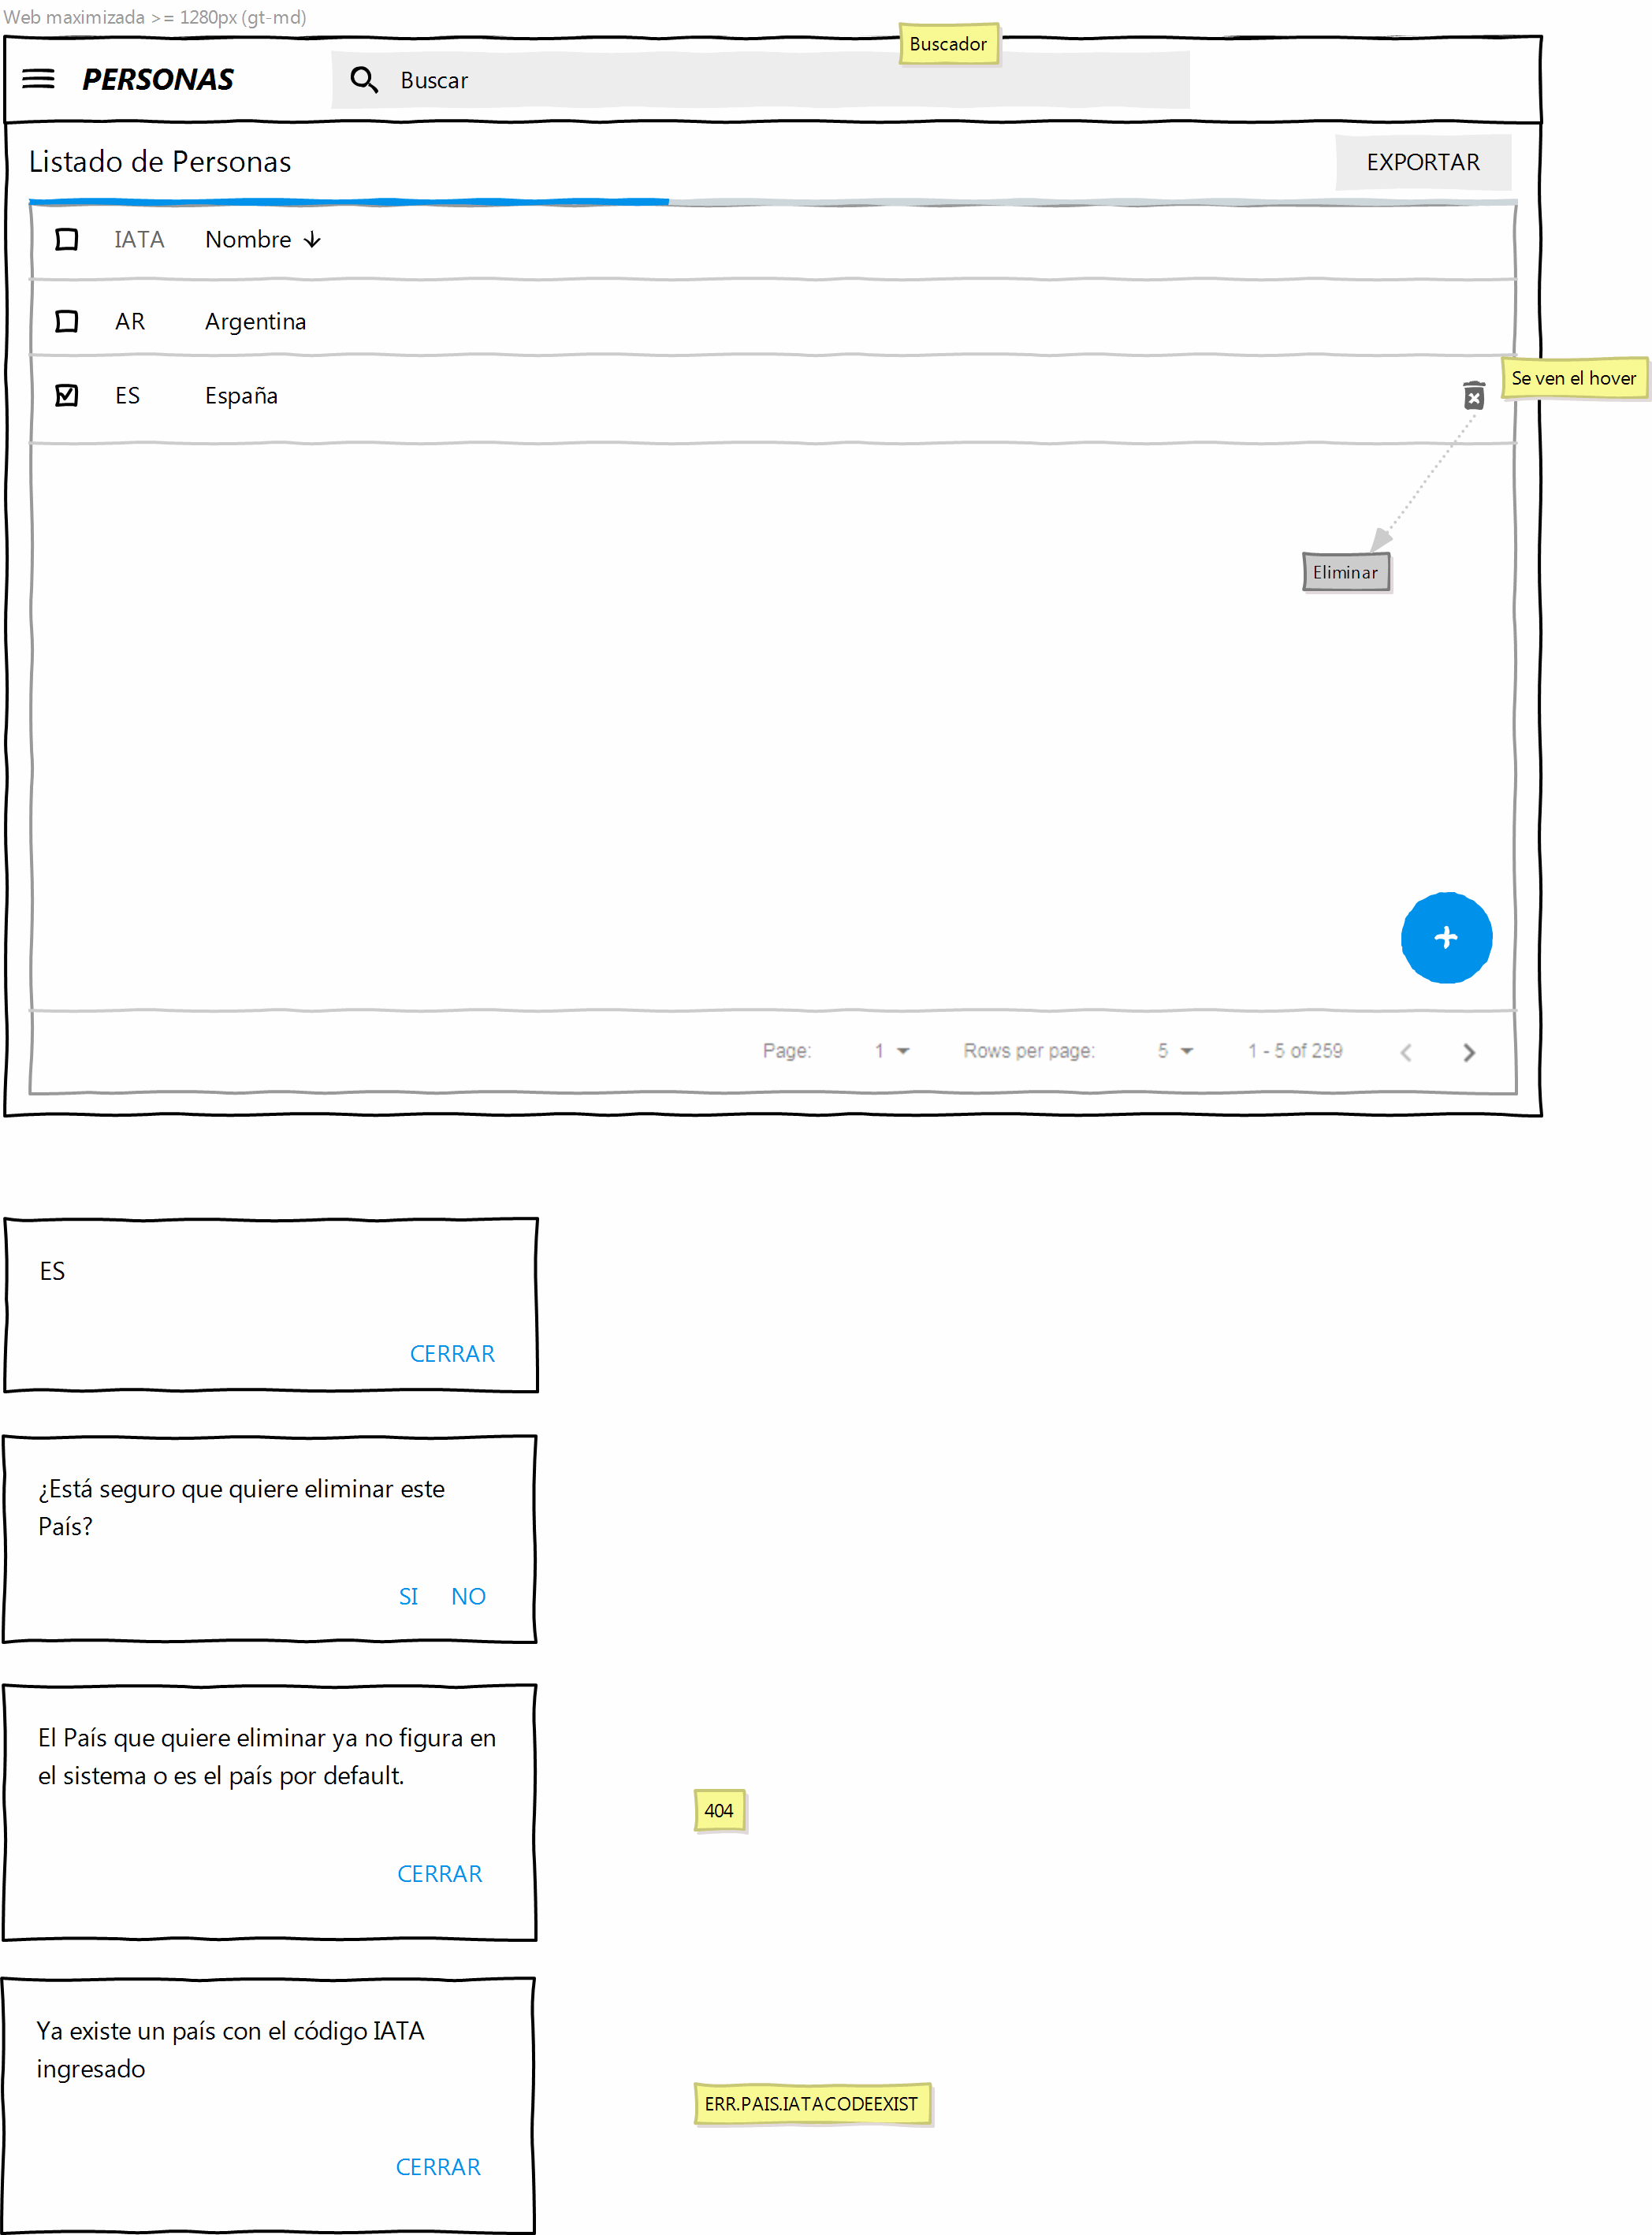 Web maximizada >= 1280px (gt-md)
Buscador
PERSONAS
Buscar
Listado de Personas
EXPORTAR
IATA Nombre
AR Argentina
Se ven el hover
ES España
Eliminar
Page: 1 Rows per page: 5 1 - 5 of 259
ES
CERRAR
¿Está seguro que quiere eliminar este
País?
SI NO
El País que quiere eliminar ya no figura en
el sistema o es el país por default.
404
CERRAR
Ya existe un país con el código IATA
ingresado
ERR.PAIS.IATACODEEXIST
CERRAR